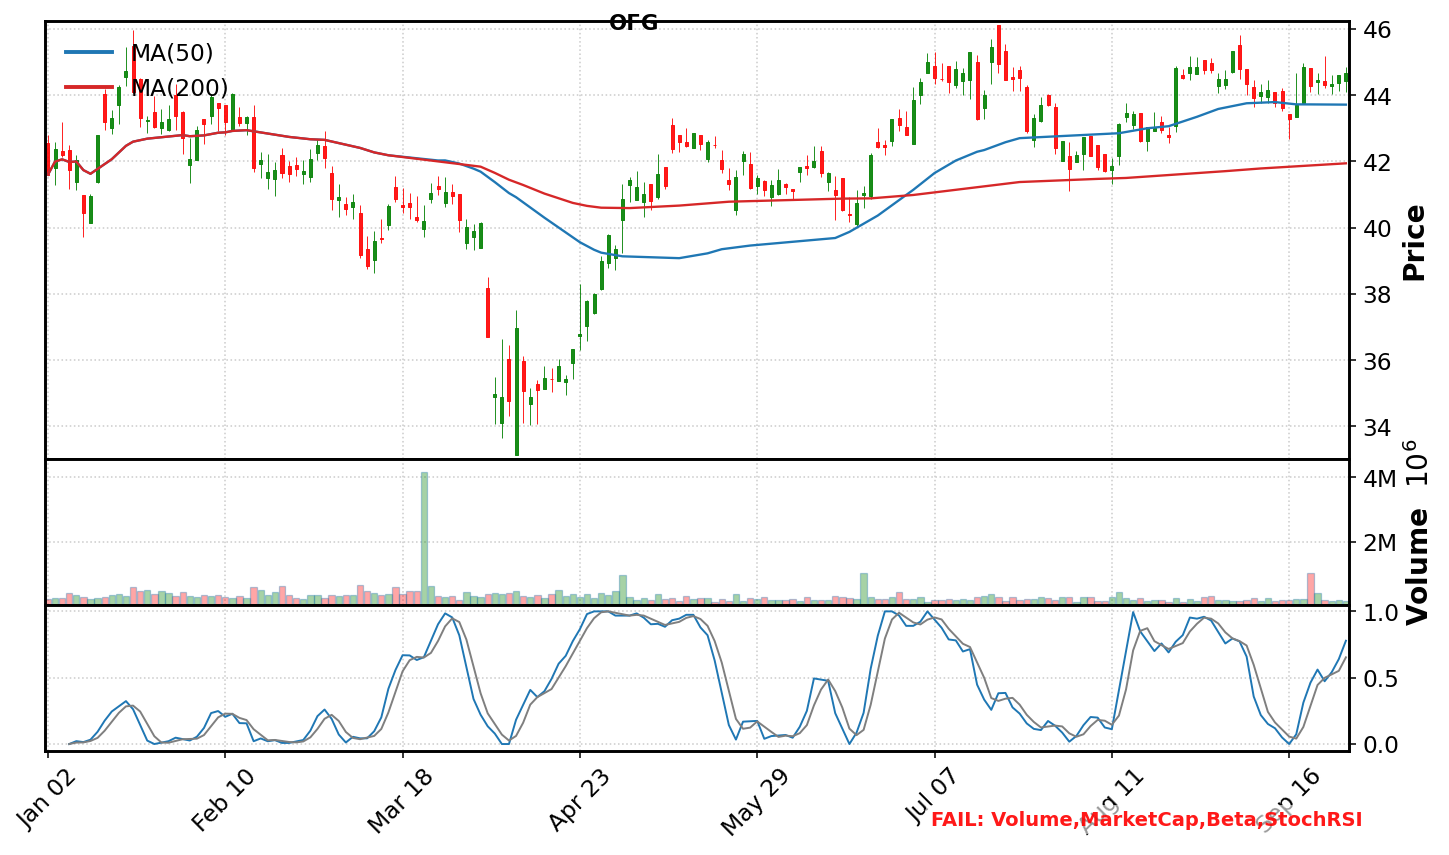 OFG
MA(50)
MA(200)
46
44
42
40
38
36
34
Price
4M
2M
Volume 10^6
1.0
0.5
0.0
Jan 02
Feb 10
Mar 18
Apr 23
May 29
Jul 07
Aug 11
Sep 16
FAIL: Volume,MarketCap,Beta,StochRSI